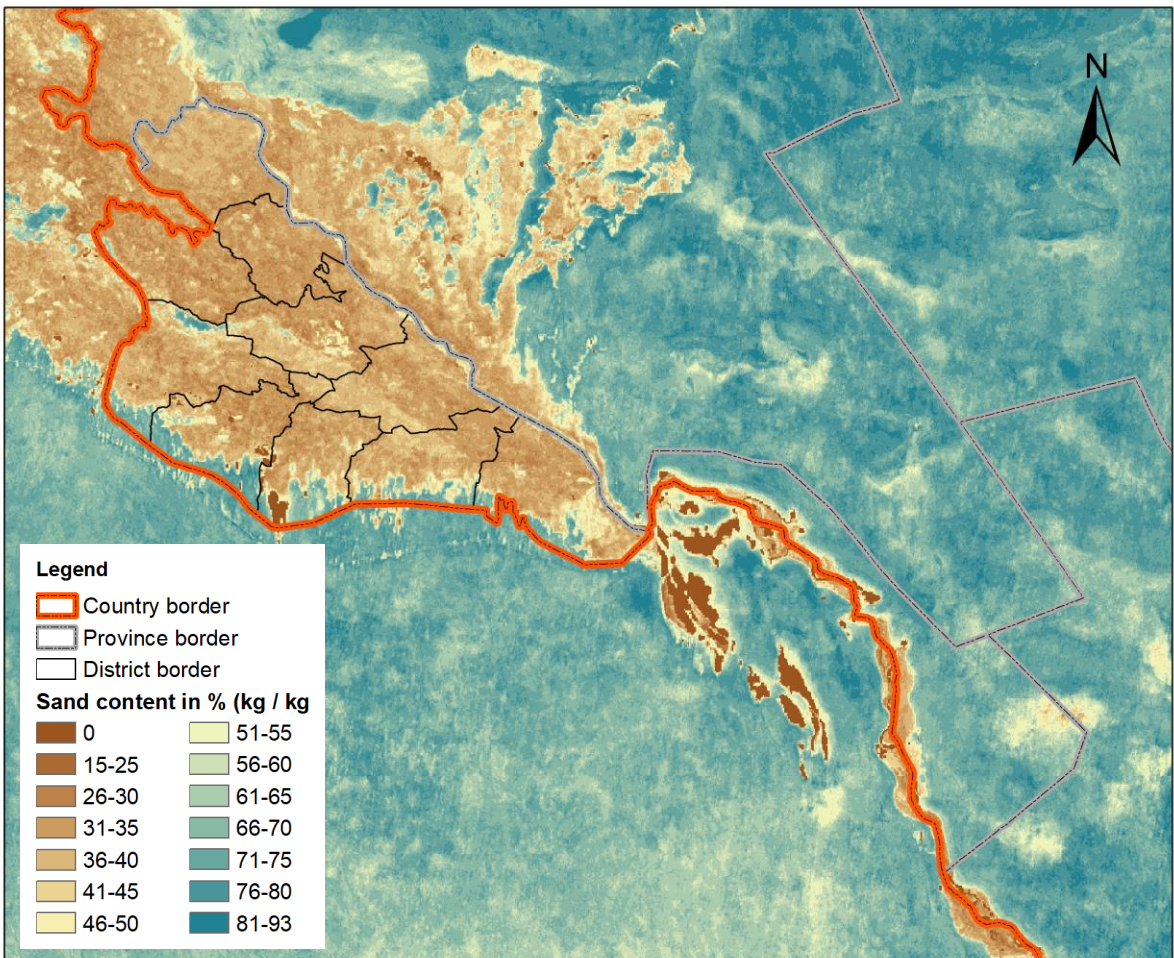 N
Legend
Country border
Province border
District border
Sand content in % (kg / kg
0
15-25
26-30
31-35
36-40
41-45
46-50
51-55
56-60
61-65
66-70
71-75
76-80
81-93